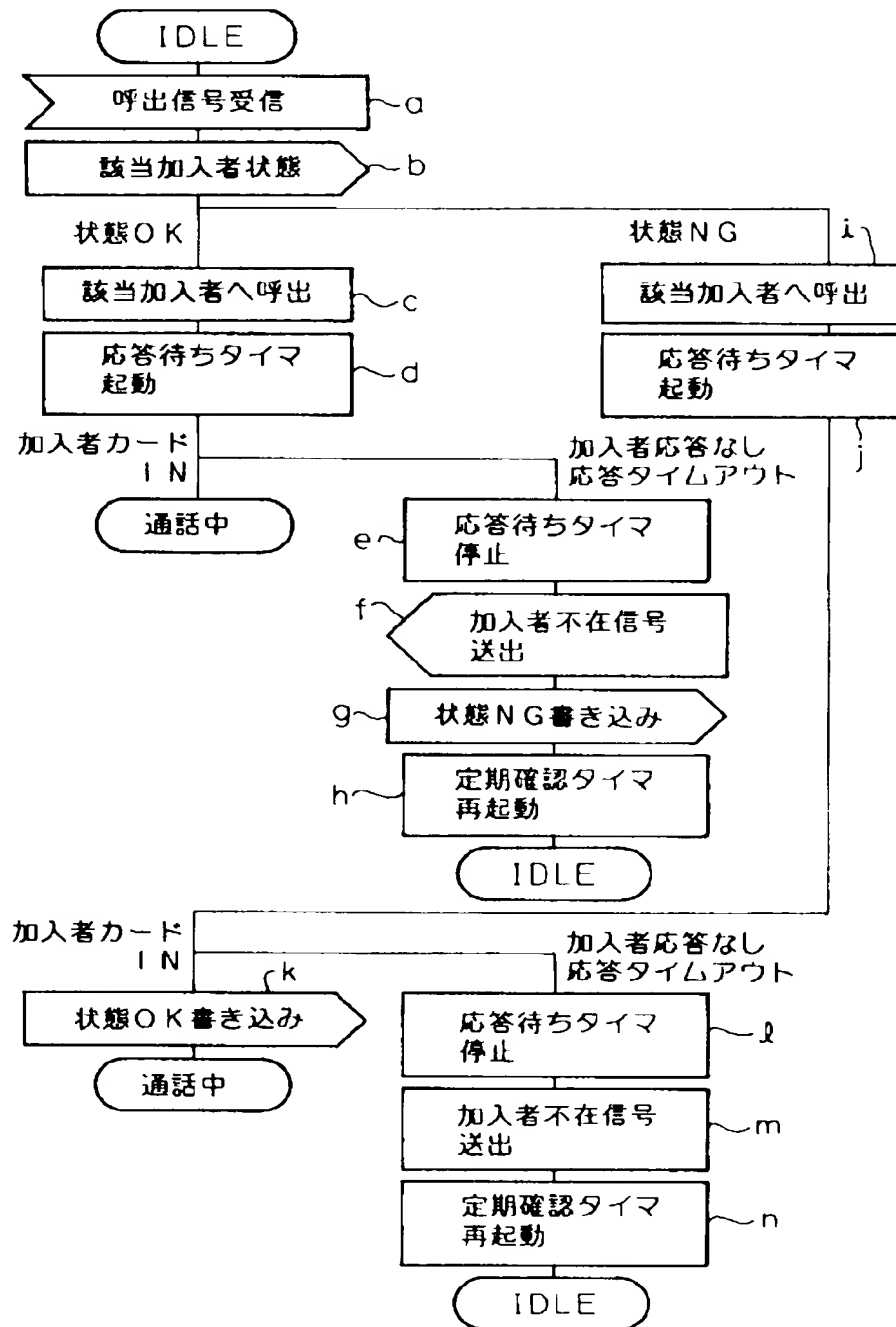 IDLE
呼出信号受信
a
該当加入者状態
b
状態OK
状態NG
i
該当加入者へ呼出
c
該当加入者へ呼出
応答待ちタイマ
起動
d
応答待ちタイマ
起動
j
加入者カード
IN
加入者応答なし
応答タイムアウト
通話中
e
応答待ちタイマ
停止
f
加入者不在信号
送出
g
状態NG書き込み
h
定期確認タイマ
再起動
IDLE
加入者カード
IN
加入者応答なし
応答タイムアウト
k
状態OK書き込み
応答待ちタイマ
停止
l
通話中
加入者不在信号
送出
m
定期確認タイマ
再起動
n
IDLE